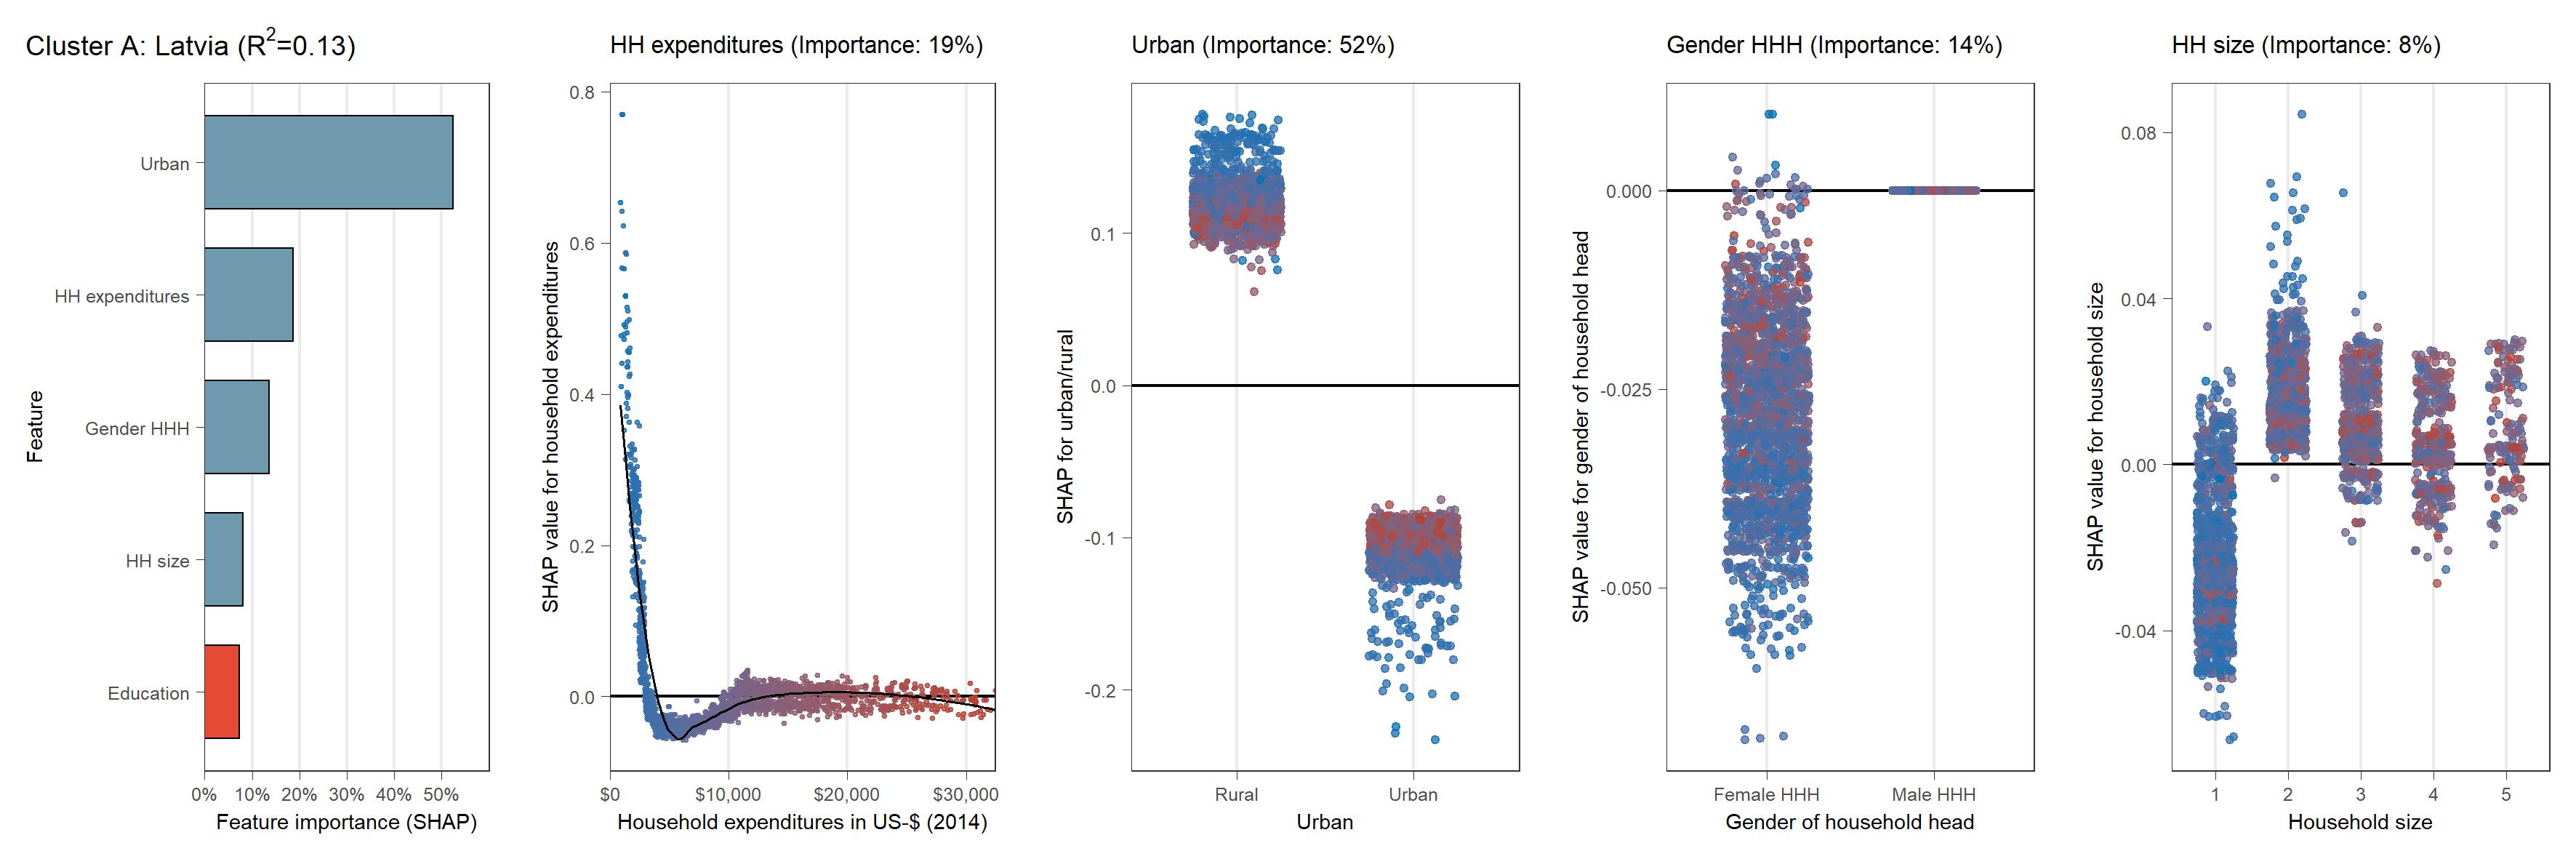 Cluster A: Latvia (R²=0.13)
Feature
Urban
HH expenditures
Gender HHH
HH size
Education
0% 10% 20% 30% 40% 50%
Feature importance (SHAP)
HH expenditures (Importance: 19%)
SHAP value for household expenditures
0.8
0.6
0.4
0.2
0.0
$0 $10,000 $20,000 $30,000
Household expenditures in US-$ (2014)
Urban (Importance: 52%)
SHAP for urban/rural
0.1
0.0
-0.1
-0.2
Rural Urban
Urban
Gender HHH (Importance: 14%)
SHAP value for gender of household head
0.000
-0.025
-0.050
Female HHH Male HHH
Gender of household head
HH size (Importance: 8%)
SHAP value for household size
0.08
0.04
0.00
-0.04
1 2 3 4 5
Household size